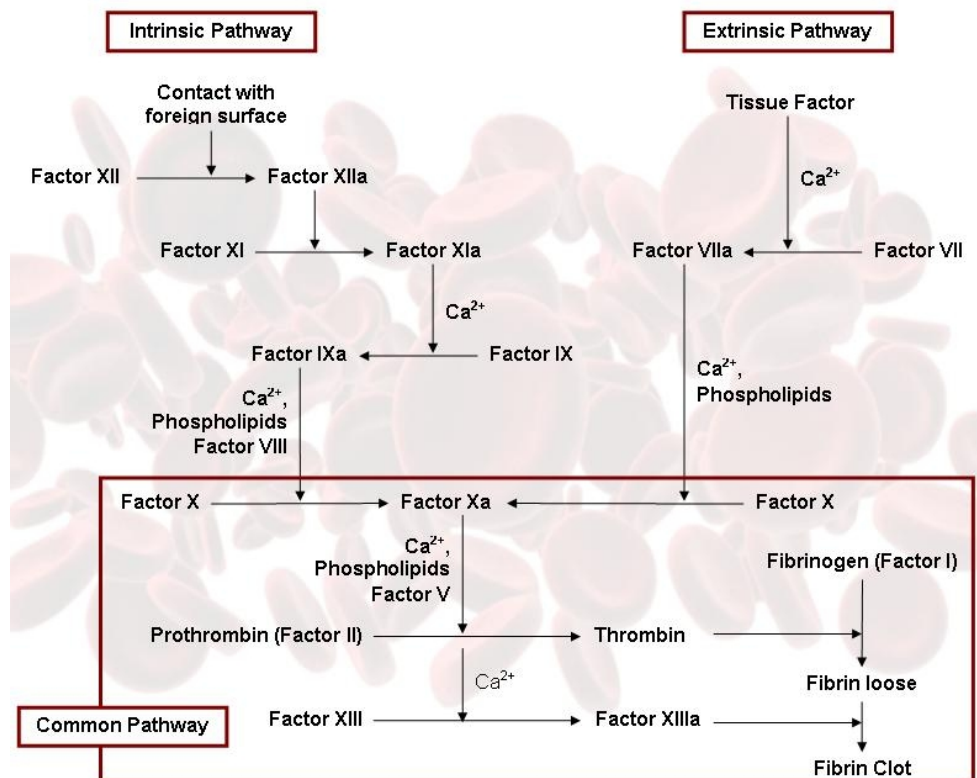 Intrinsic Pathway
Extrinsic Pathway
Contact with
foreign surface
Tissue Factor
Factor XII
Factor XIIa
Ca²⁺
Factor XI
Factor XIa
Factor VIIa
Factor VII
Ca²⁺
Factor IXa
Factor IX
Ca²⁺,
Phospholipids
Factor VIII
Ca²⁺,
Phospholipids
Factor X
Factor Xa
Factor X
Ca²⁺,
Phospholipids
Factor V
Fibrinogen (Factor I)
Prothrombin (Factor II)
Thrombin
Ca²⁺
Fibrin loose
Common Pathway
Factor XIII
Factor XIIIa
Fibrin Clot